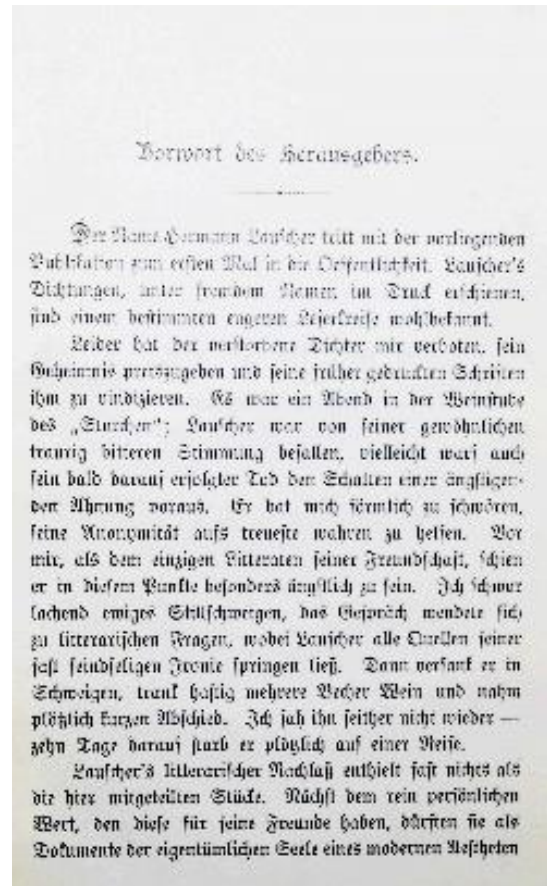 Vorwort des Herausgebers.
Der Name Hermann Lauscher tritt mit der vorliegenden
Publikation zum ersten Mal in die Oeffentlichkeit. Lauscher's
Dichtungen, unter fremdem Namen im Druck erschienen,
sind einem bestimmten engeren Leserkreise wohlbekannt.
Leider hat der verstorbene Dichter mir verboten, sein
Geheimnis preiszugeben und seine früher gedruckten Schriften
ihm zu vindizieren. Es war ein Abend in der Weinstube
des „Storchen“; Lauscher war von seiner gewöhnlichen
traurig bitteren Stimmung befallen, vielleicht warf auch
sein bald darauf erfolgter Tod den Schatten einer ängstigen-
den Ahnung voraus. Er bat mich förmlich zu schwören,
seine Anonymität aufs treueste wahren zu helfen. Vor
mir, als dem einzigen Litteraten seiner Freundschaft, schien
er in diesem Punkte besonders ängstlich zu sein. Ich schwur
lachend ewiges Stillschweigen, das Gespräch wendete sich
zu litterarischen Fragen, wobei Lauscher alle Quellen seiner
fast feindseligen Ironie springen ließ. Dann versank er in
Schweigen, trank hastig mehrere Becher Wein und nahm
plötzlich kurzen Abschied. Ich sah ihn seither nicht wieder —
zehn Tage darauf starb er plötzlich auf einer Reise.
Lauscher's litterarischer Nachlaß enthielt fast nichts als
die hier mitgeteilten Stücke. Nächst dem rein persönlichen
Wert, den diese für seine Freunde haben, dürften sie als
Dokumente der eigentümlichen Seele eines modernen Aestheten